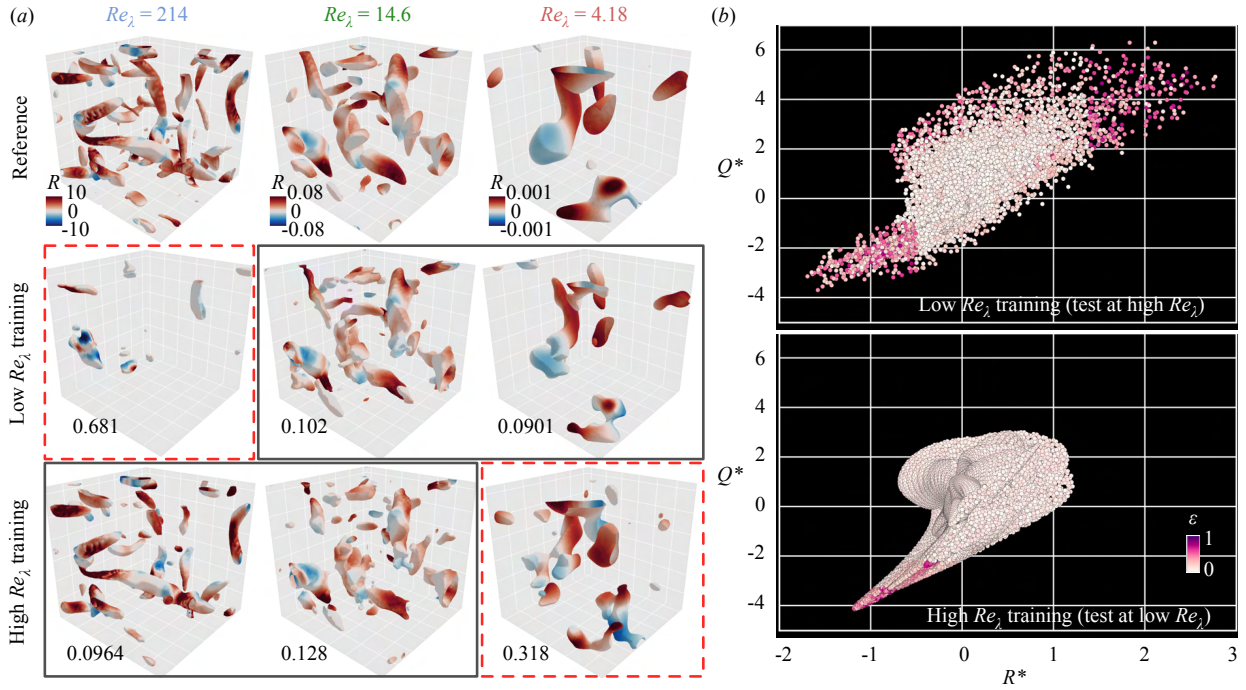 (a)
Re_λ = 214
Re_λ = 14.6
Re_λ = 4.18
Reference
R 10
0
-10
R 0.08
0
-0.08
R 0.001
0
-0.001
Low Re_λ training
0.681
0.102
0.0901
High Re_λ training
0.0964
0.128
0.318
(b)
6
4
Q*
2
0
-2
-4
Low Re_λ training (test at high Re_λ)
6
4
2
Q*
0
-2
-4
ε
1
0
High Re_λ training (test at low Re_λ)
-2 -1 0 1 2 3
R*